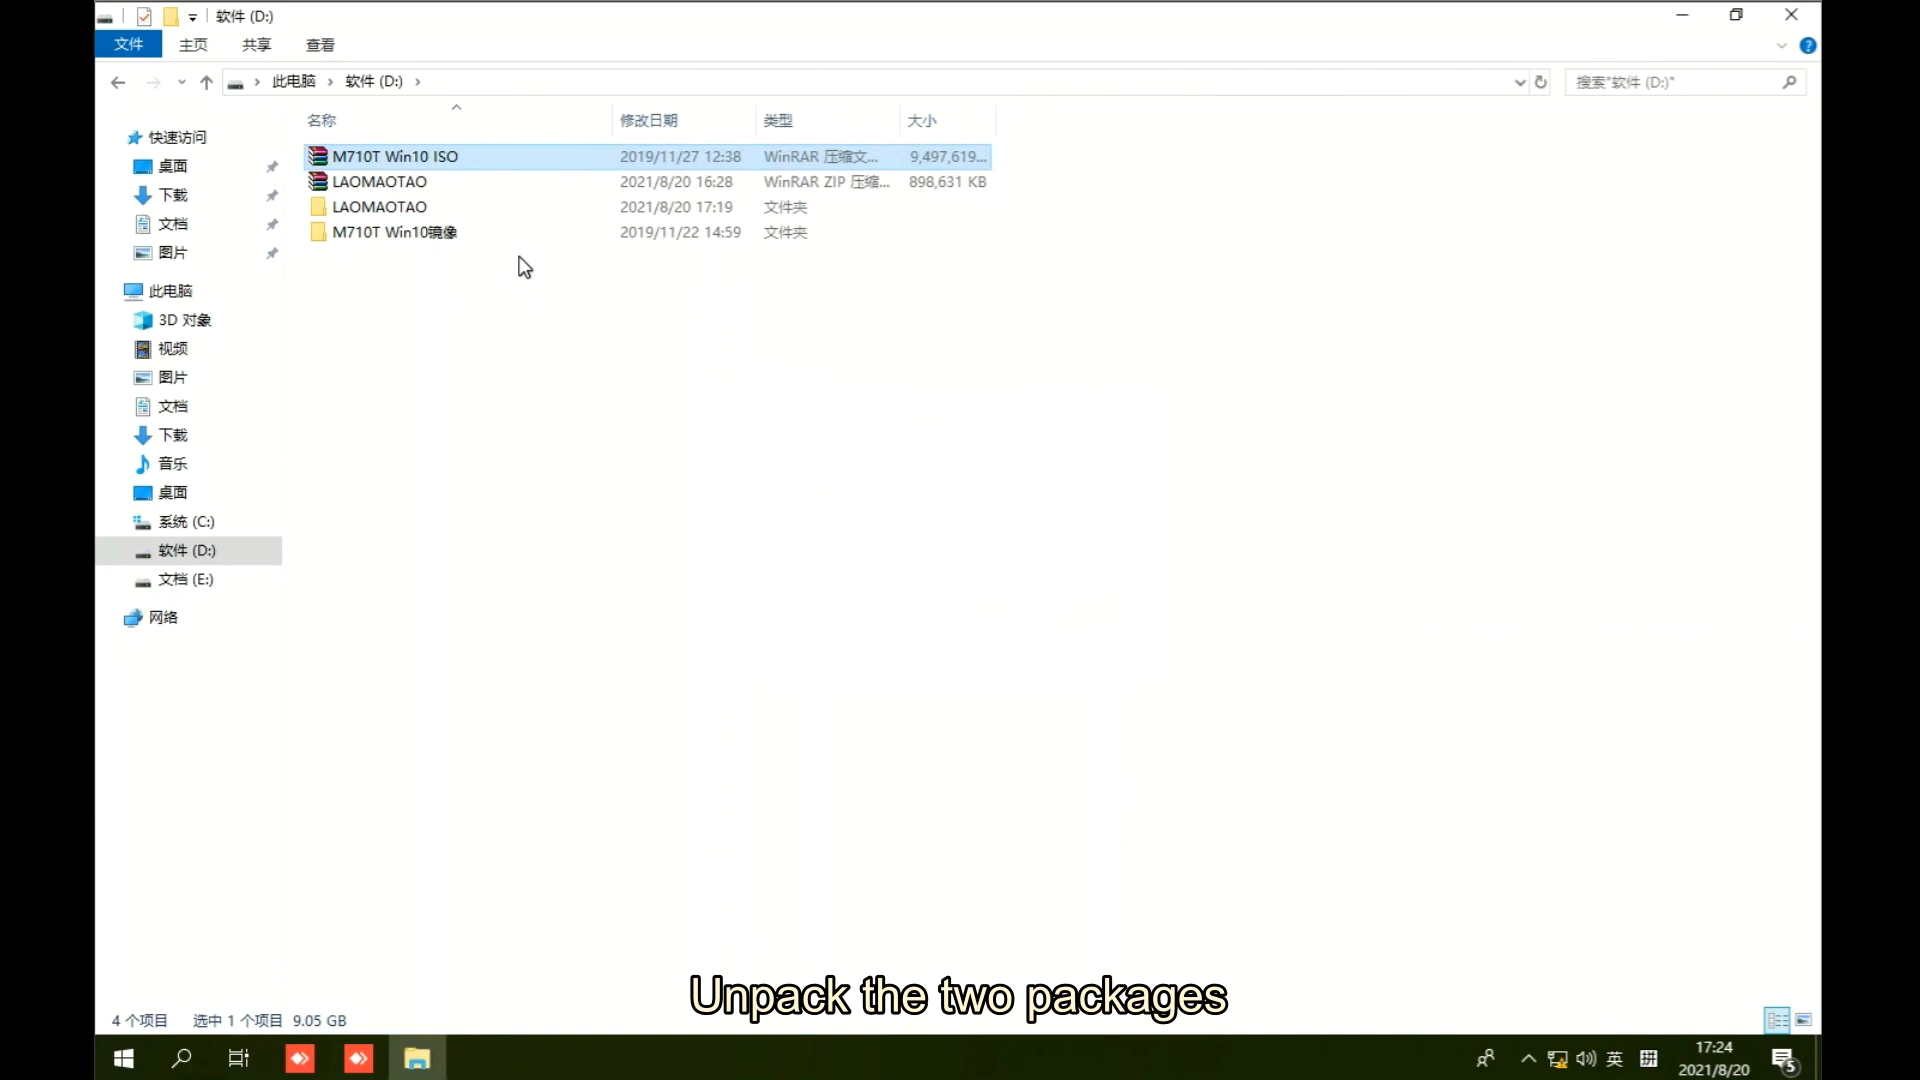 软件 (D:)
文件 主页 共享 查看
此电脑 软件 (D:) 搜索"软件 (D:)"
名称 修改日期 类型 大小
M710T Win10 ISO 2019/11/27 12:38 WinRAR 压缩文... 9,497,619...
LAOMAOTAO 2021/8/20 16:28 WinRAR ZIP 压缩... 898,631 KB
LAOMAOTAO 2021/8/20 17:19 文件夹
M710T Win10镜像 2019/11/22 14:59 文件夹
快速访问
桌面
下载
文档
图片
此电脑
3D 对象
视频
图片
文档
下载
音乐
桌面
系统 (C:)
软件 (D:)
文档 (E:)
网络
Unpack the two packages
4 个项目 选中 1 个项目 9.05 GB
英 拼 17:24
2021/8/20 5